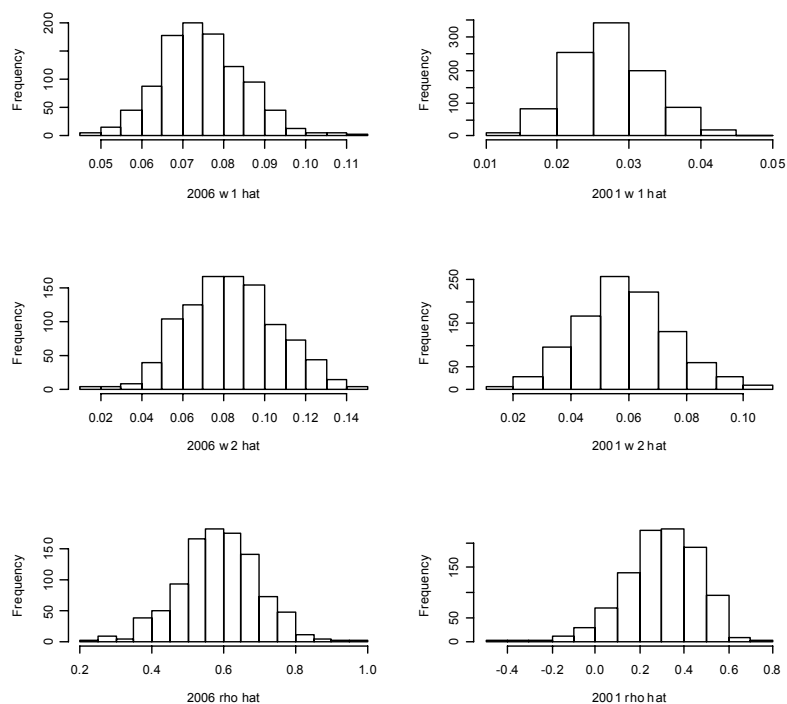 Frequency
0 50 100 200
0.05 0.06 0.07 0.08 0.09 0.10 0.11
2006 w1 hat
Frequency
0 100 200 300
0.01 0.02 0.03 0.04 0.05
2001 w1 hat
Frequency
0 50 100 150
0.02 0.04 0.06 0.08 0.10 0.12 0.14
2006 w2 hat
Frequency
0 50 150 250
0.02 0.04 0.06 0.08 0.10
2001 w2 hat
Frequency
0 50 100 150
0.2 0.4 0.6 0.8 1.0
2006 rho hat
Frequency
0 50 150
-0.4 -0.2 0.0 0.2 0.4 0.6 0.8
2001 rho hat